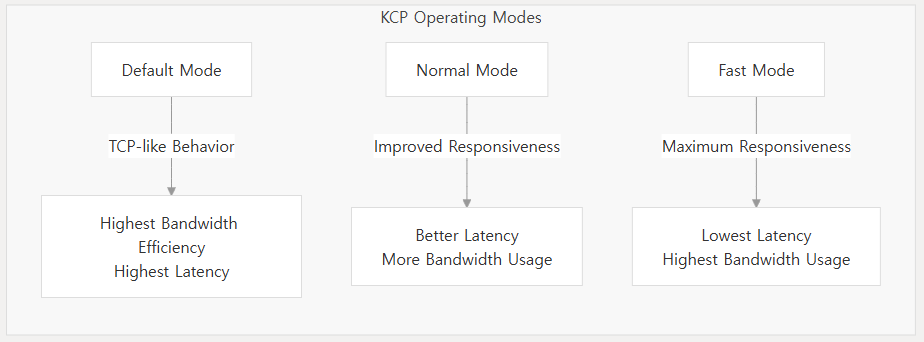 KCP Operating Modes
Default Mode
Normal Mode
Fast Mode
TCP-like Behavior
Improved Responsiveness
Maximum Responsiveness
Highest Bandwidth
Efficiency
Highest Latency
Better Latency
More Bandwidth Usage
Lowest Latency
Highest Bandwidth Usage